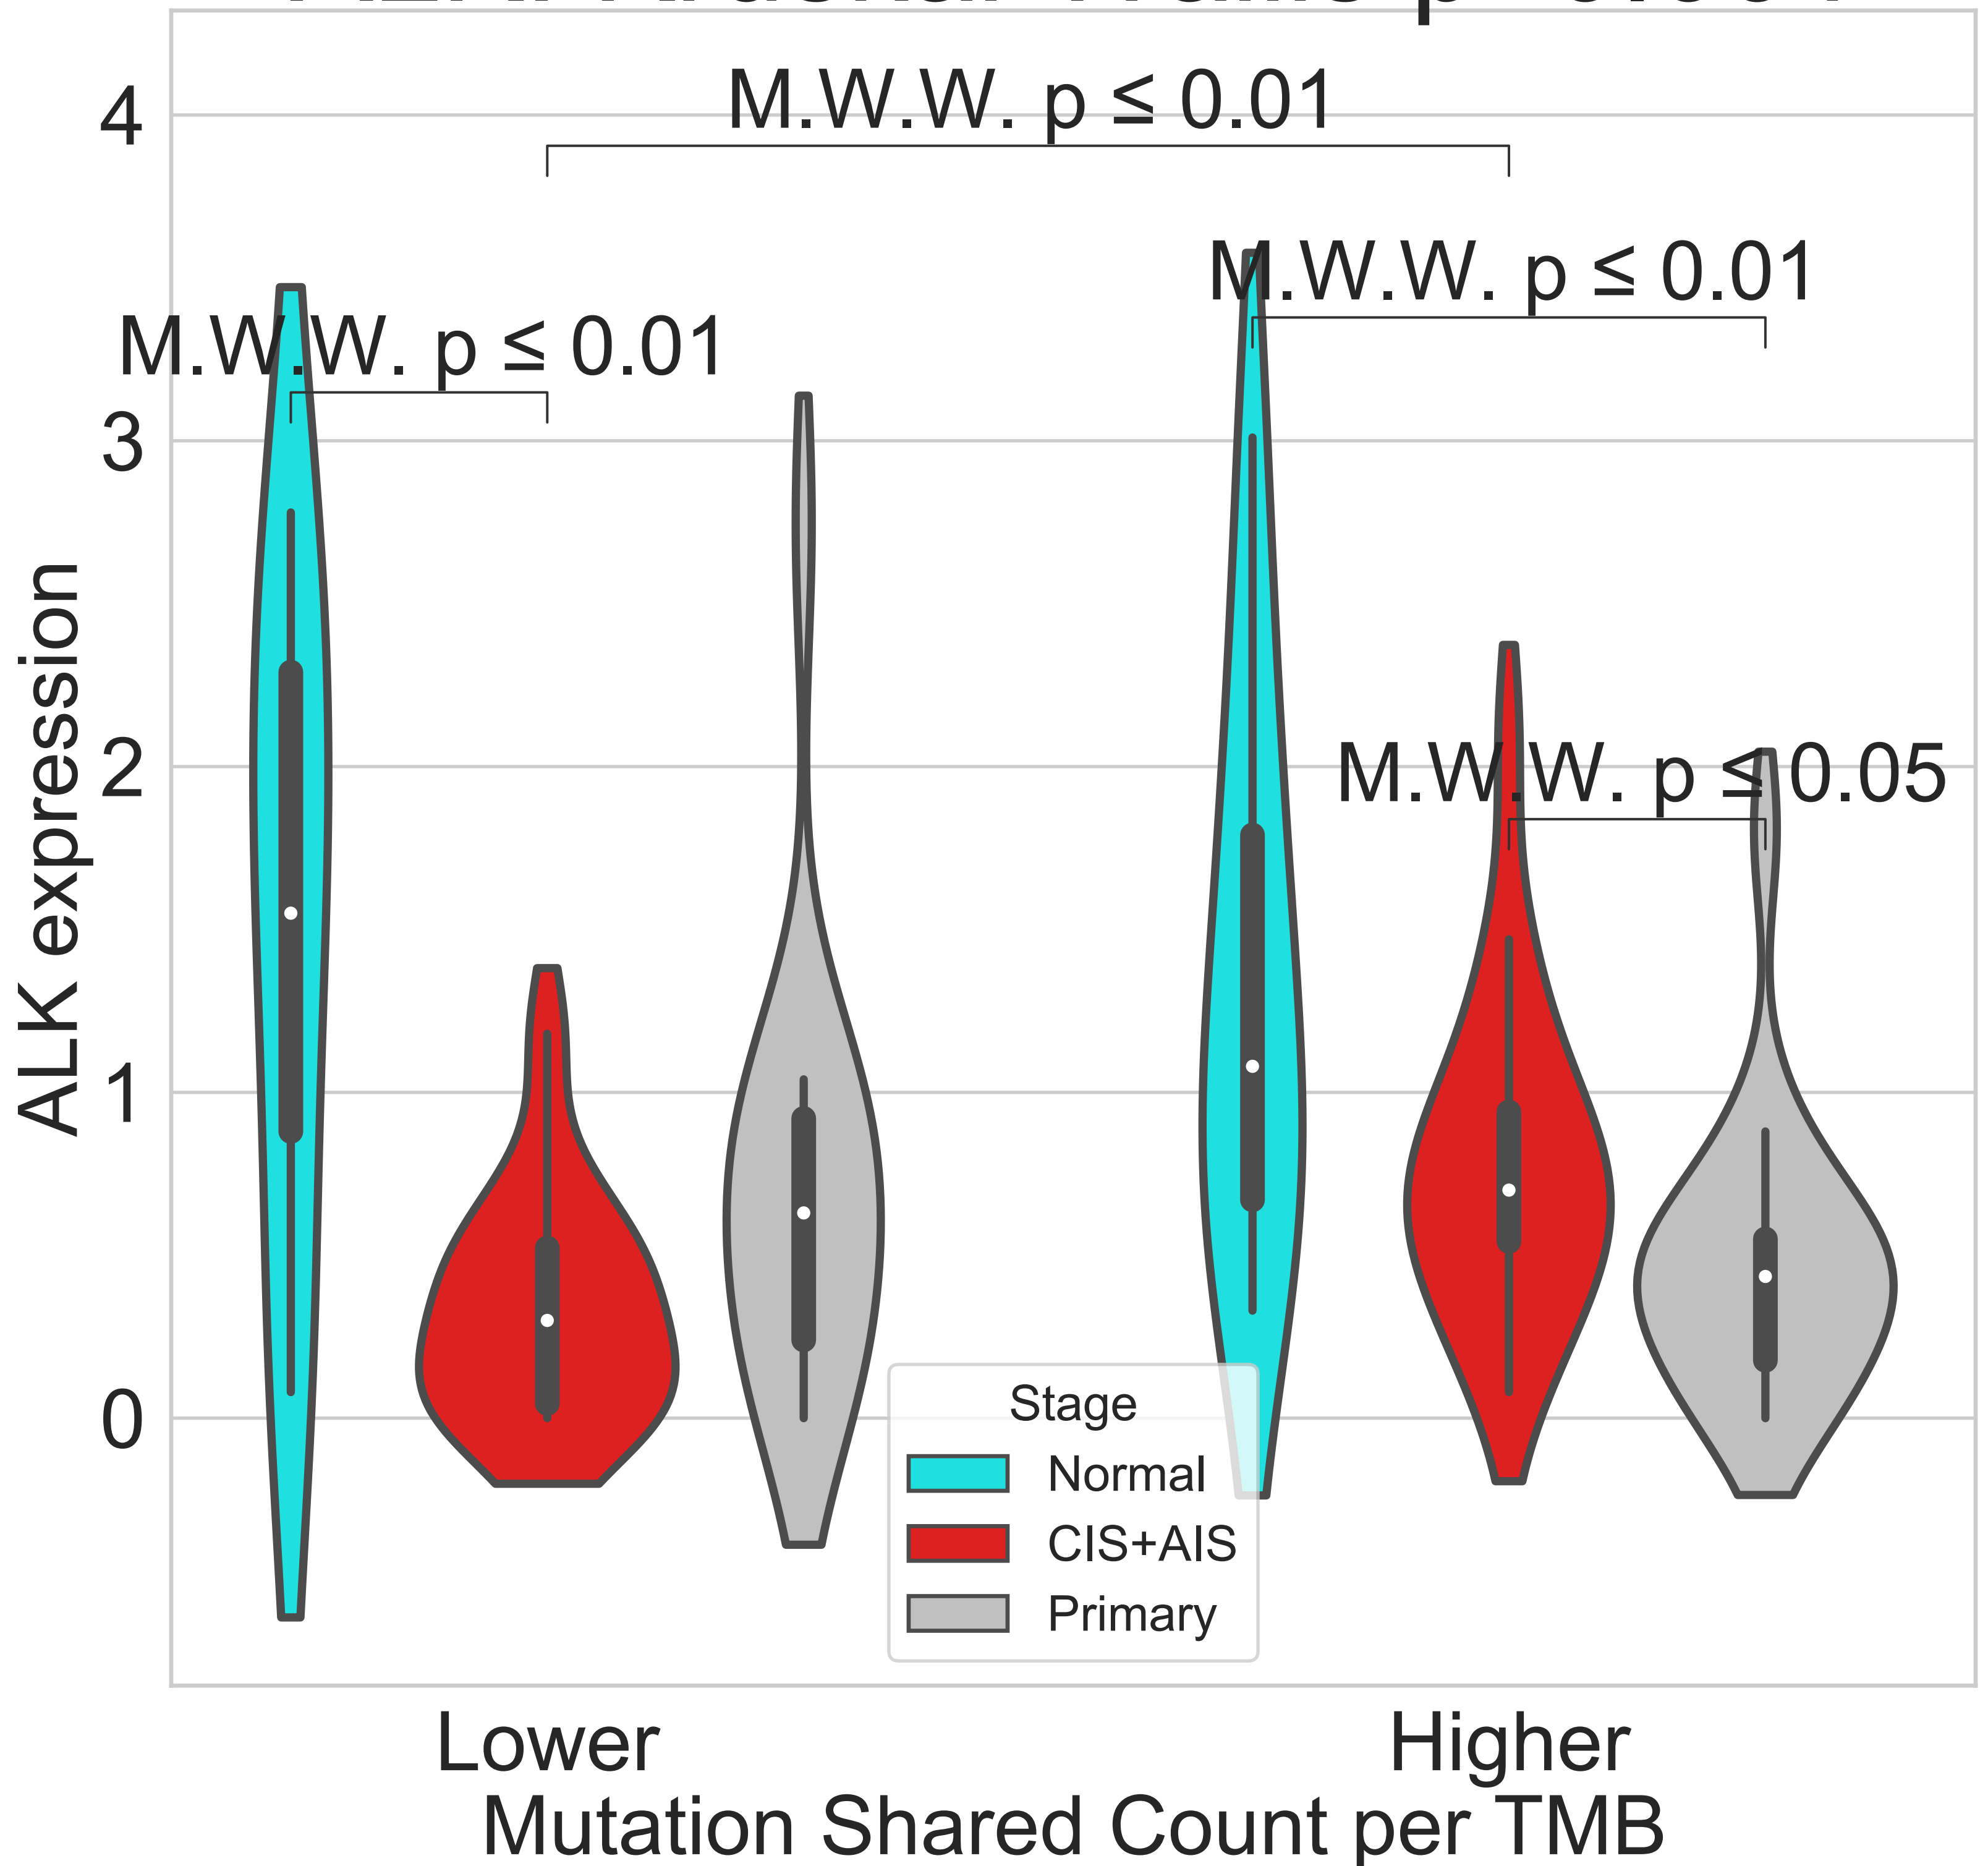 M.W.W. p ≤ 0.01
M.W.W. p ≤ 0.01
M.W.W. p ≤ 0.01
M.W.W. p ≤ 0.05
4
3
2
1
0
ALK expression
Stage
Normal
CIS+AIS
Primary
Lower
Higher
Mutation Shared Count per TMB